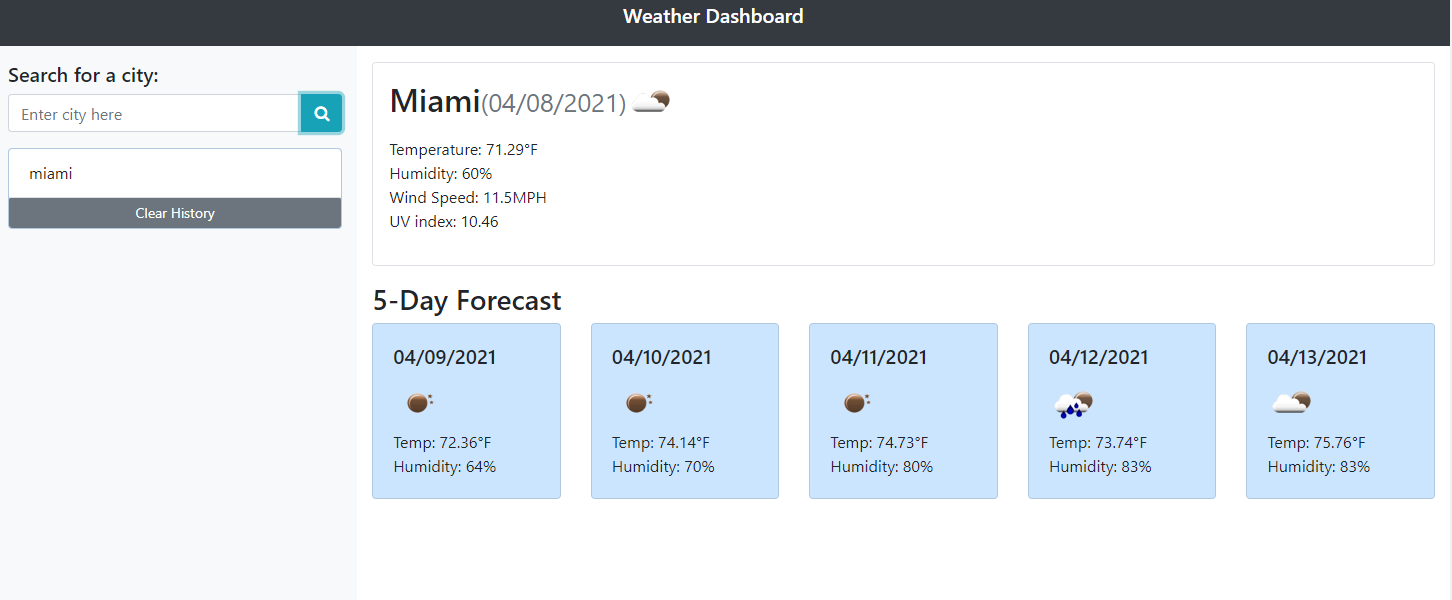 Weather Dashboard
Search for a city:
Enter city here
miami
Clear History
Miami(04/08/2021)
Temperature: 71.29°F
Humidity: 60%
Wind Speed: 11.5MPH
UV index: 10.46
5-Day Forecast
04/09/2021
Temp: 72.36°F
Humidity: 64%
04/10/2021
Temp: 74.14°F
Humidity: 70%
04/11/2021
Temp: 74.73°F
Humidity: 80%
04/12/2021
Temp: 73.74°F
Humidity: 83%
04/13/2021
Temp: 75.76°F
Humidity: 83%